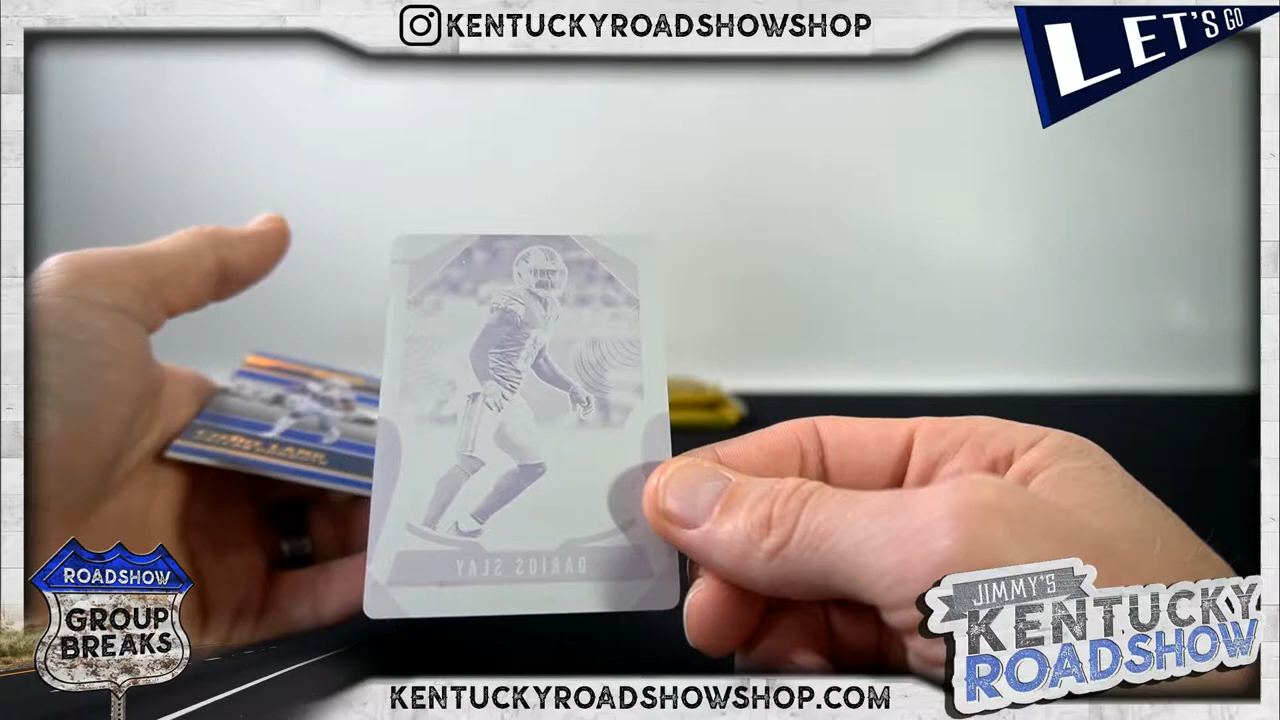 KENTUCKYROADSHOWSHOP
LET'S GO
DARIUS SLAY
ROADSHOW
GROUP
BREAKS
JIMMY'S
KENTUCKY
ROADSHOW
KENTUCKYROADSHOWSHOP.COM